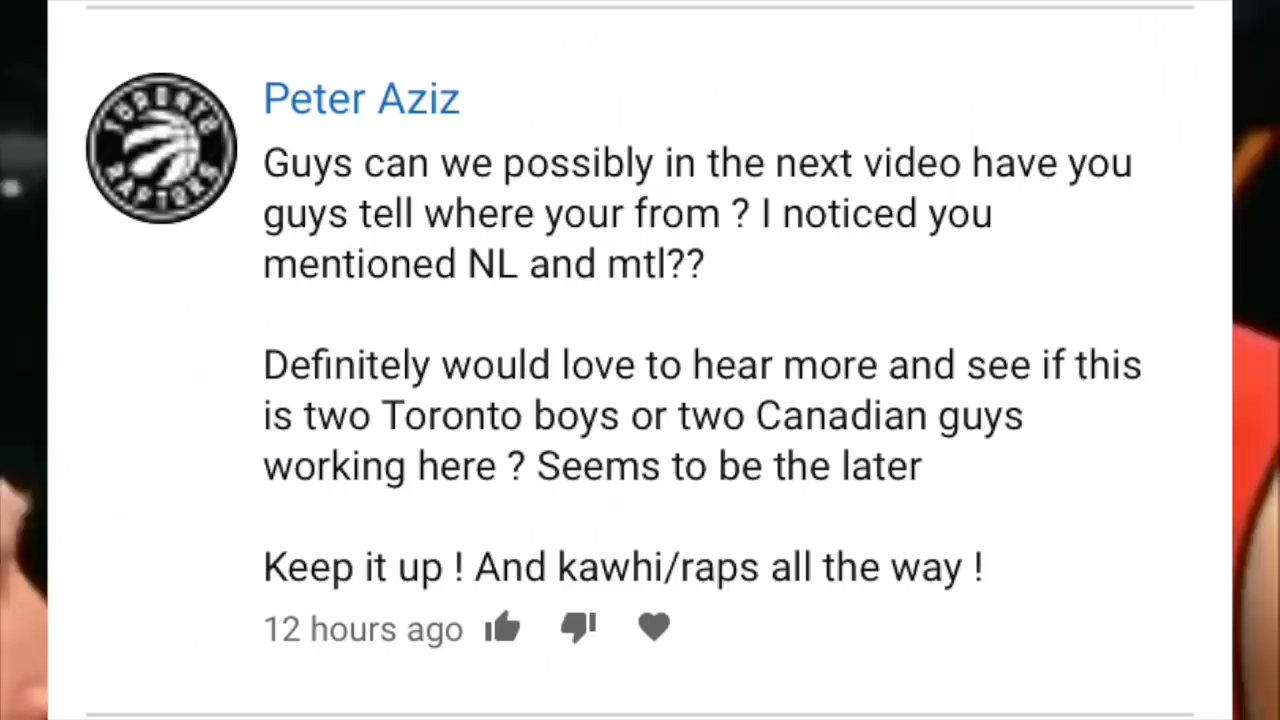 TORONTO
RAPTORS
Peter Aziz
Guys can we possibly in the next video have you
guys tell where your from ? I noticed you
mentioned NL and mtl??
Definitely would love to hear more and see if this
is two Toronto boys or two Canadian guys
working here ? Seems to be the later
Keep it up ! And kawhi/raps all the way !
12 hours ago